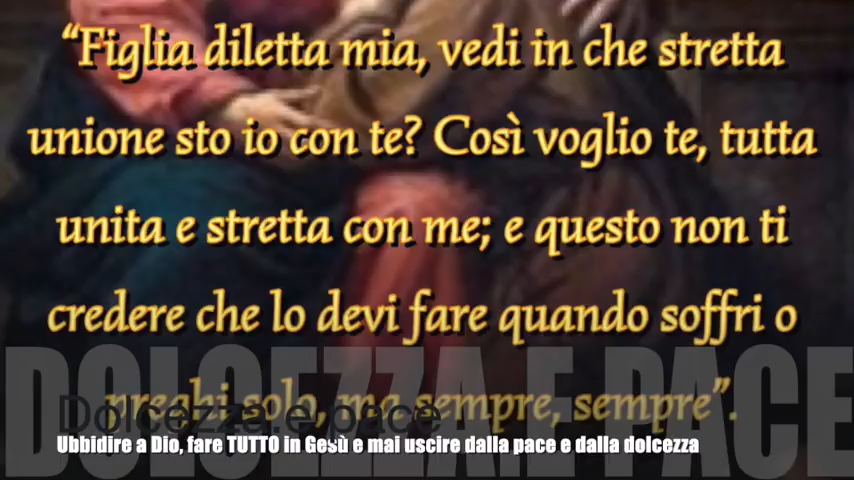 “Figlia diletta mia, vedi in che stretta
unione sto io con te? Così voglio te, tutta
unita e stretta con me; e questo non ti
credere che lo devi fare quando soffri o
preghi solo, ma sempre, sempre”.
DOLCEZZA E PACE
Dolcezza e pace
Ubbidire a Dio, fare TUTTO in Gesù e mai uscire dalla pace e dalla dolcezza